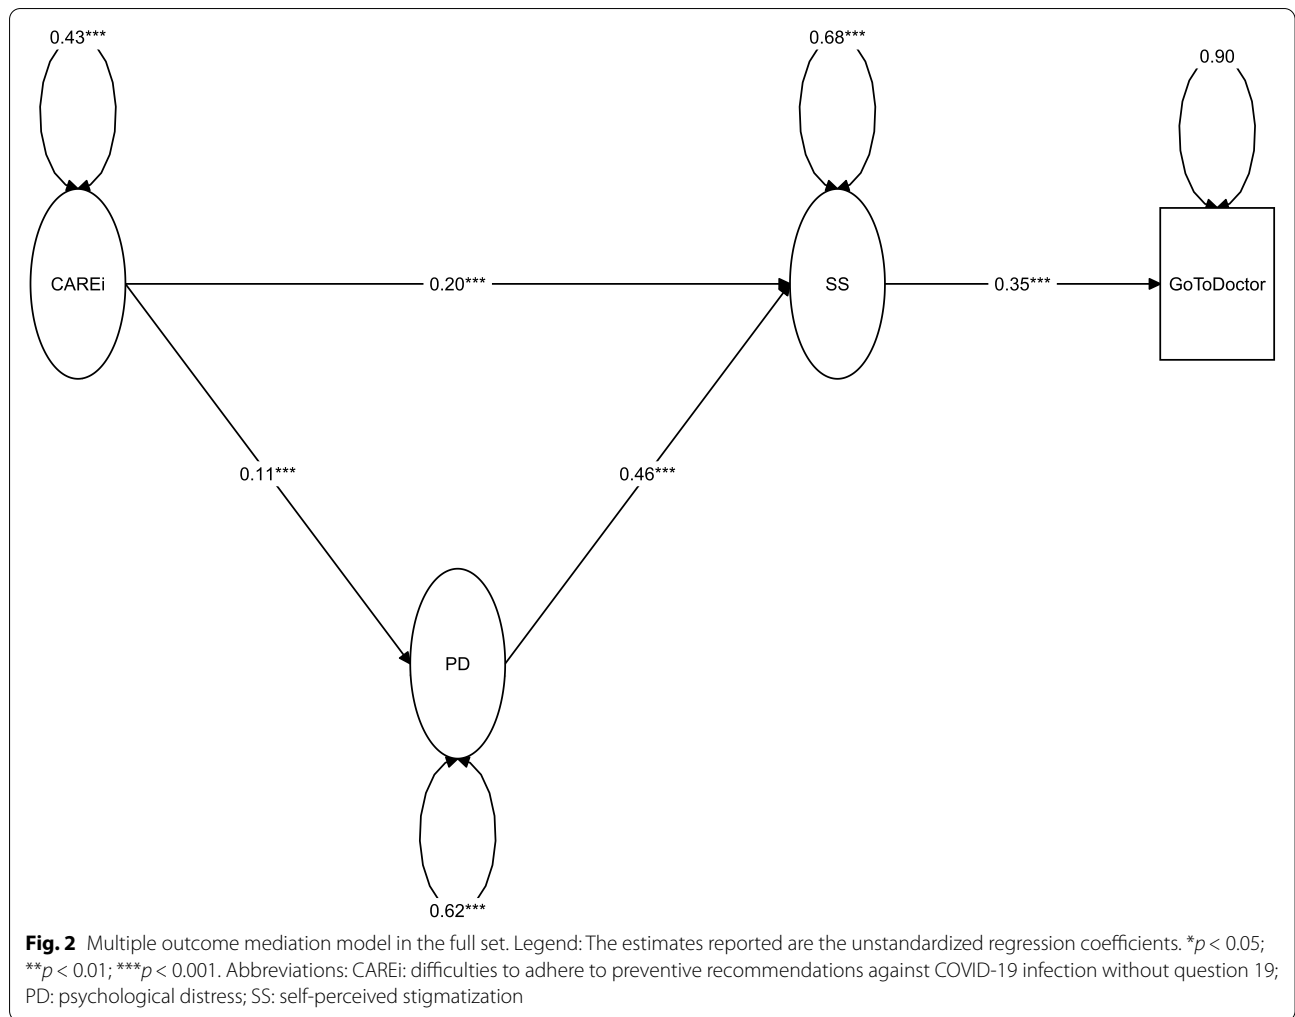 0.43***
0.68***
0.90
CAREi
0.20***
SS
0.35***
GoToDoctor
0.11***
0.46***
PD
0.62***
Fig. 2 Multiple outcome mediation model in the full set. Legend: The estimates reported are the unstandardized regression coefficients. *p < 0.05;
**p < 0.01; ***p < 0.001. Abbreviations: CAREi: difficulties to adhere to preventive recommendations against COVID-19 infection without question 19;
PD: psychological distress; SS: self-perceived stigmatization